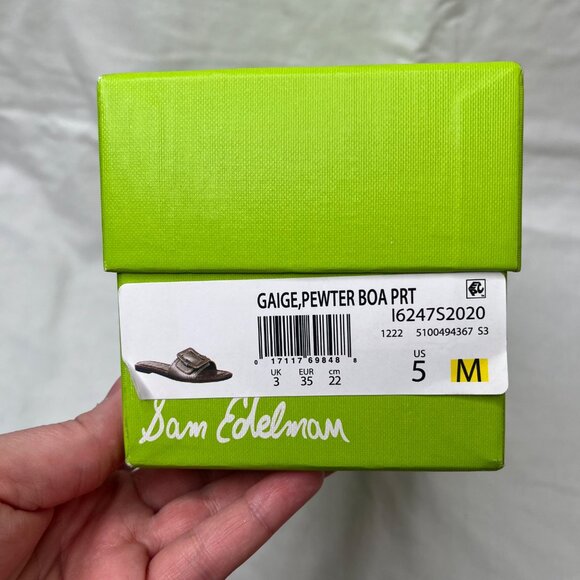 GAIGE,PEWTER BOA PRT
I6247S2020
1222 5100494367 S3
0 17117 69848 8
UK EUR cm
3 35 22
US
5 M
Sam Edelman